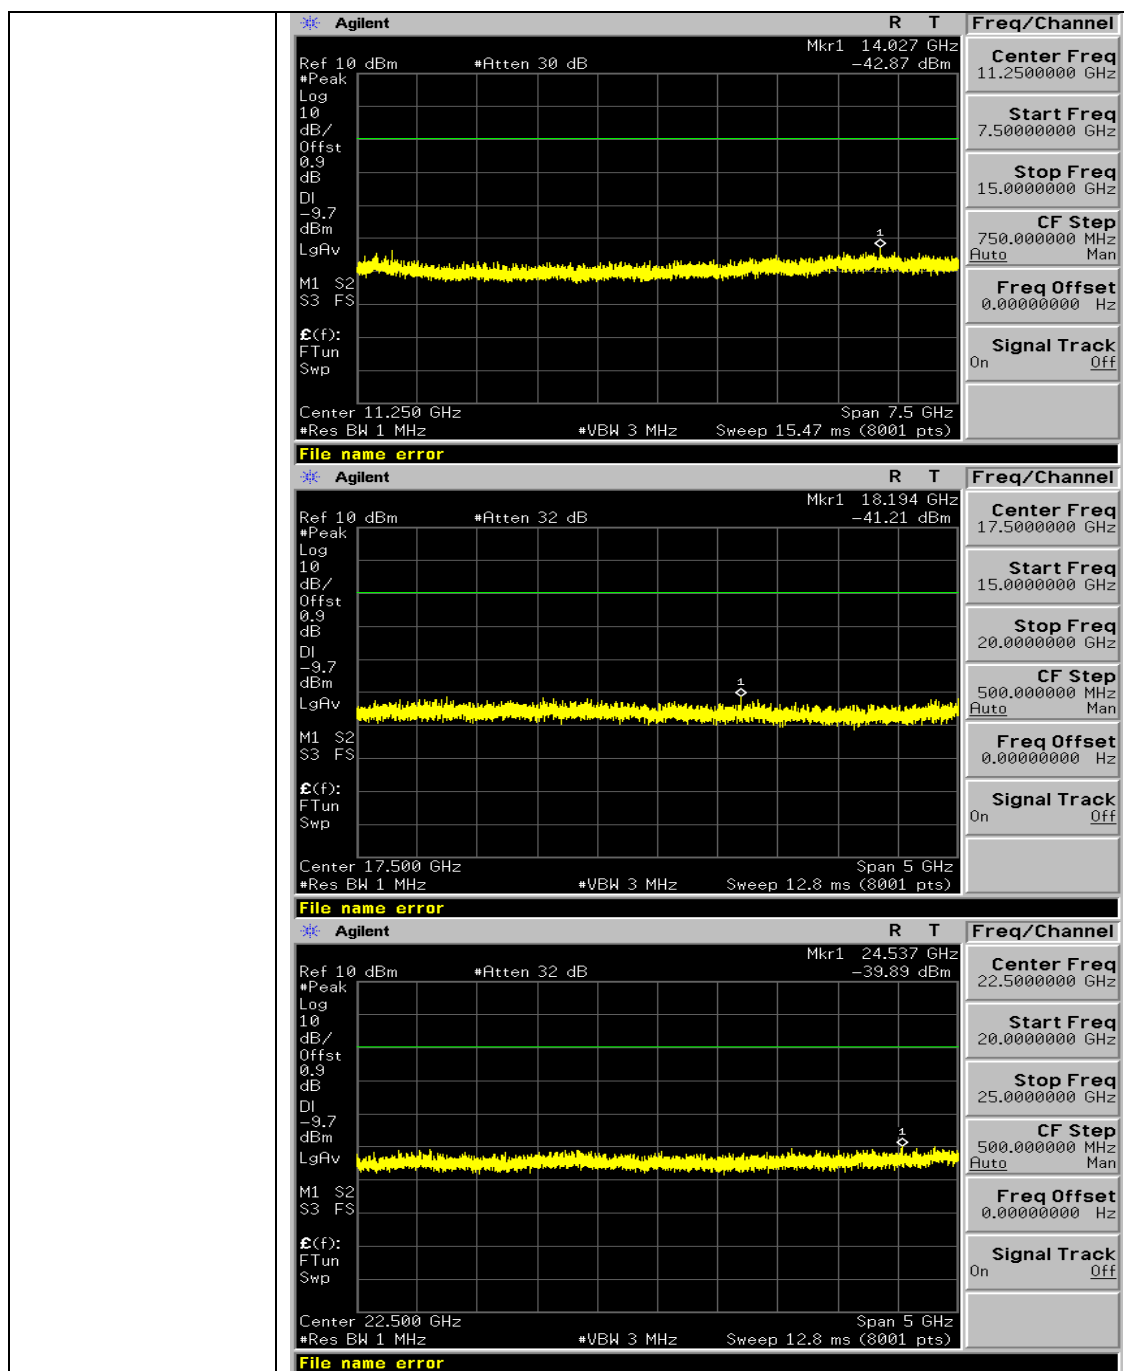 Agilent R T Freq/Channel
Mkr1 14.027 GHz
Ref 10 dBm #Atten 30 dB -42.87 dBm
#Peak
Log
10
dB/
Offst
0.9
dB
DI
-9.7
dBm
LgAv
1
M1 S2
S3 FS
£(f):
FTun
Swp
Center 11.250 GHz Span 7.5 GHz
#Res BW 1 MHz #VBW 3 MHz Sweep 15.47 ms (8001 pts)
Center Freq
11.2500000 GHz
Start Freq
7.50000000 GHz
Stop Freq
15.0000000 GHz
CF Step
750.000000 MHz
Auto Man
Freq Offset
0.00000000 Hz
Signal Track
On Off
File name error
Agilent R T Freq/Channel
Mkr1 18.194 GHz
Ref 10 dBm #Atten 32 dB -41.21 dBm
#Peak
Log
10
dB/
Offst
0.9
dB
DI
-9.7
dBm
LgAv
1
M1 S2
S3 FS
£(f):
FTun
Swp
Center 17.500 GHz Span 5 GHz
#Res BW 1 MHz #VBW 3 MHz Sweep 12.8 ms (8001 pts)
Center Freq
17.5000000 GHz
Start Freq
15.0000000 GHz
Stop Freq
20.0000000 GHz
CF Step
500.000000 MHz
Auto Man
Freq Offset
0.00000000 Hz
Signal Track
On Off
File name error
Agilent R T Freq/Channel
Mkr1 24.537 GHz
Ref 10 dBm #Atten 32 dB -39.89 dBm
#Peak
Log
10
dB/
Offst
0.9
dB
DI
-9.7
dBm
LgAv
1
M1 S2
S3 FS
£(f):
FTun
Swp
Center 22.500 GHz Span 5 GHz
#Res BW 1 MHz #VBW 3 MHz Sweep 12.8 ms (8001 pts)
Center Freq
22.5000000 GHz
Start Freq
20.0000000 GHz
Stop Freq
25.0000000 GHz
CF Step
500.000000 MHz
Auto Man
Freq Offset
0.00000000 Hz
Signal Track
On Off
File name error